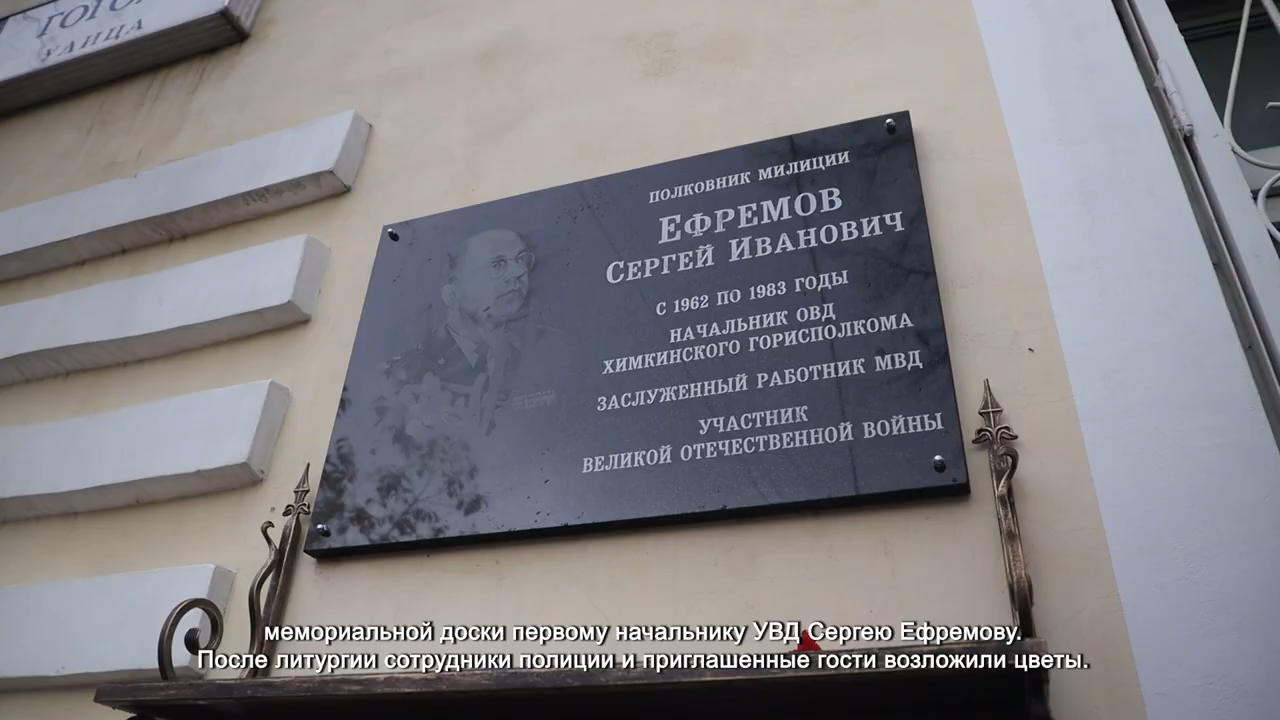 УЛИЦА
ПОЛКОВНИК МИЛИЦИИ
ЕФРЕМОВ
СЕРГЕЙ ИВАНОВИЧ
С 1962 ПО 1983 ГОДЫ
НАЧАЛЬНИК ОВД
ХИМКИНСКОГО ГОРИСПОЛКОМА
ЗАСЛУЖЕННЫЙ РАБОТНИК МВД
УЧАСТНИК
ВЕЛИКОЙ ОТЕЧЕСТВЕННОЙ ВОЙНЫ
мемориальной доски первому начальнику УВД Сергею Ефремову.
После литургии сотрудники полиции и приглашенные гости возложили цветы.